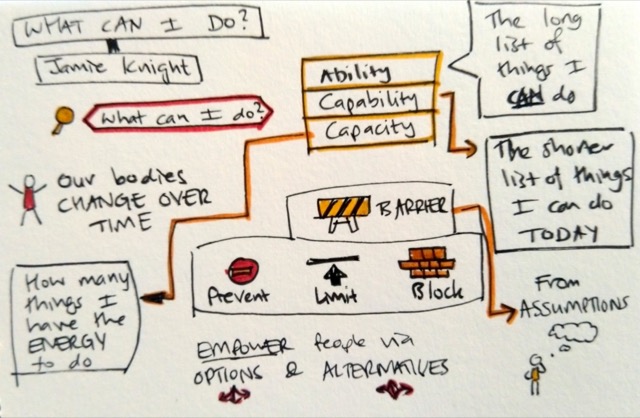 WHAT CAN I DO?
Jamie Knight
What can I do?
OUR bodies
CHANGE OVER
TIME
Ability
Capability
Capacity
The long
list of
things I
CAN do
The shorter
list of things
I can do
TODAY
How many
things I
have the
ENERGY
to do
BARRIER
Prevent
Limit
Block
From
ASSUMPTIONS
EMPOWER People via
OPTIONS & ALTERNATIVES